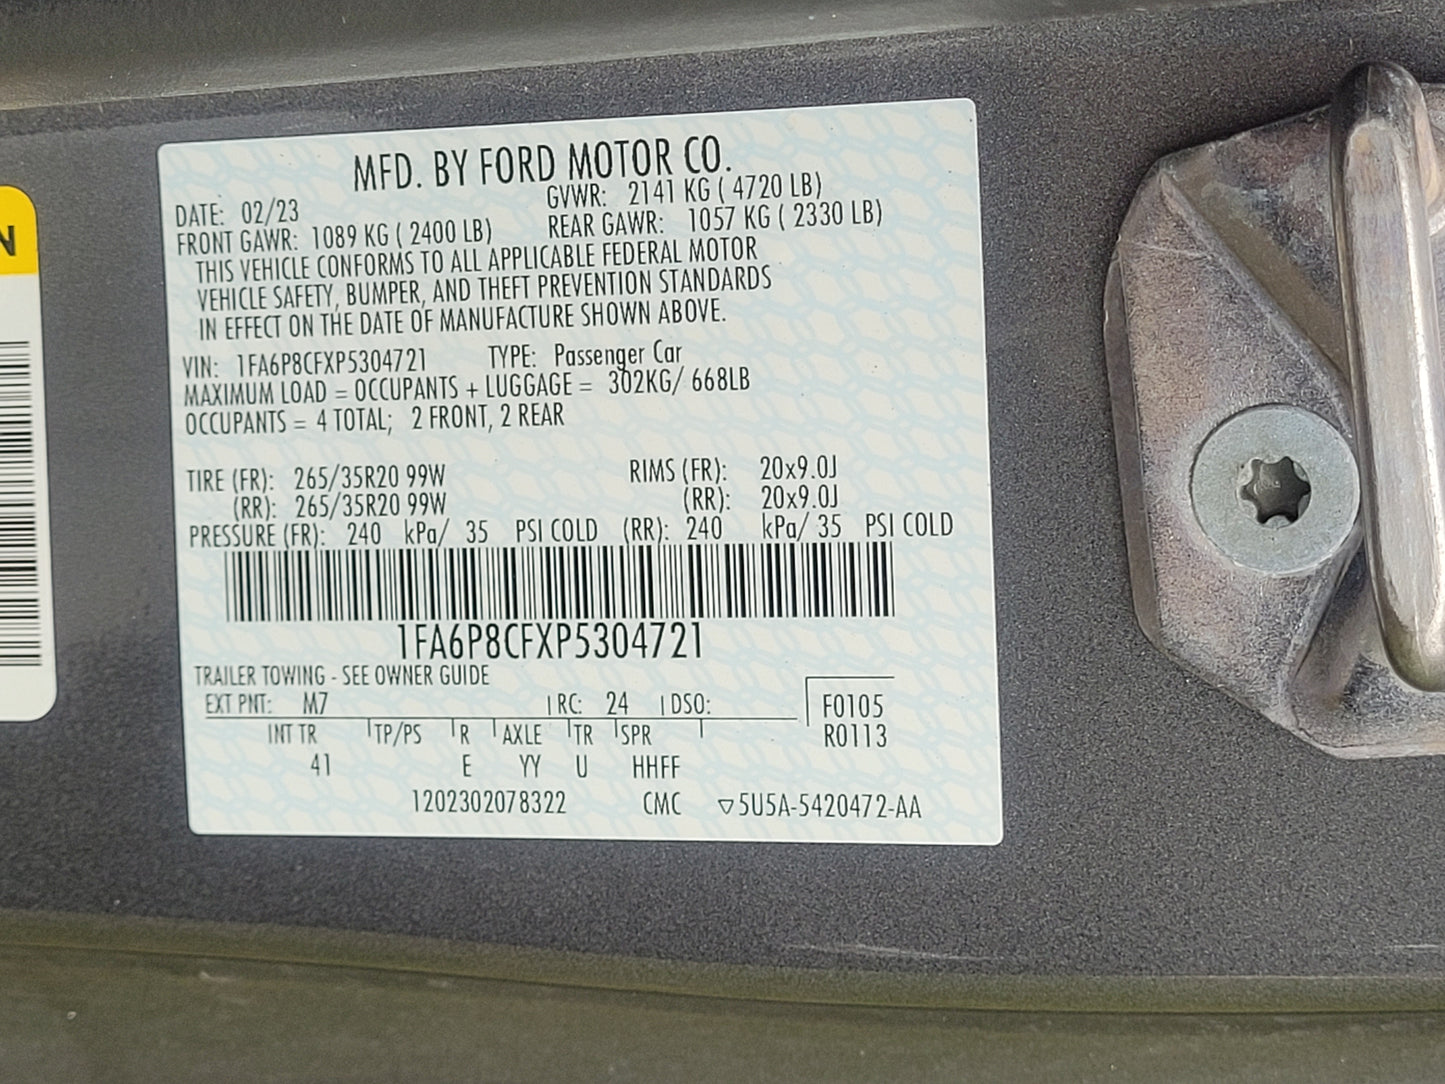 N
MFD. BY FORD MOTOR CO.
DATE: 02/23 GVWR: 2141 KG ( 4720 LB)
FRONT GAWR: 1089 KG ( 2400 LB) REAR GAWR: 1057 KG ( 2330 LB)
THIS VEHICLE CONFORMS TO ALL APPLICABLE FEDERAL MOTOR
VEHICLE SAFETY, BUMPER, AND THEFT PREVENTION STANDARDS
IN EFFECT ON THE DATE OF MANUFACTURE SHOWN ABOVE.
VIN: 1FA6P8CFXP5304721 TYPE: Passenger Car
MAXIMUM LOAD = OCCUPANTS + LUGGAGE = 302KG/ 668LB
OCCUPANTS = 4 TOTAL; 2 FRONT, 2 REAR
TIRE (FR): 265/35R20 99W RIMS (FR): 20x9.0J
(RR): 265/35R20 99W (RR): 20x9.0J
PRESSURE (FR): 240 kPa/ 35 PSI COLD (RR): 240 kPa/ 35 PSI COLD
1FA6P8CFXP5304721
TRAILER TOWING - SEE OWNER GUIDE
EXT PNT: M7 RC: 24 DSO: F0105
INT TR TP/PS R AXLE TR SPR R0113
41 E YY U HHFF
1202302078322 CMC ▽5U5A-5420472-AA